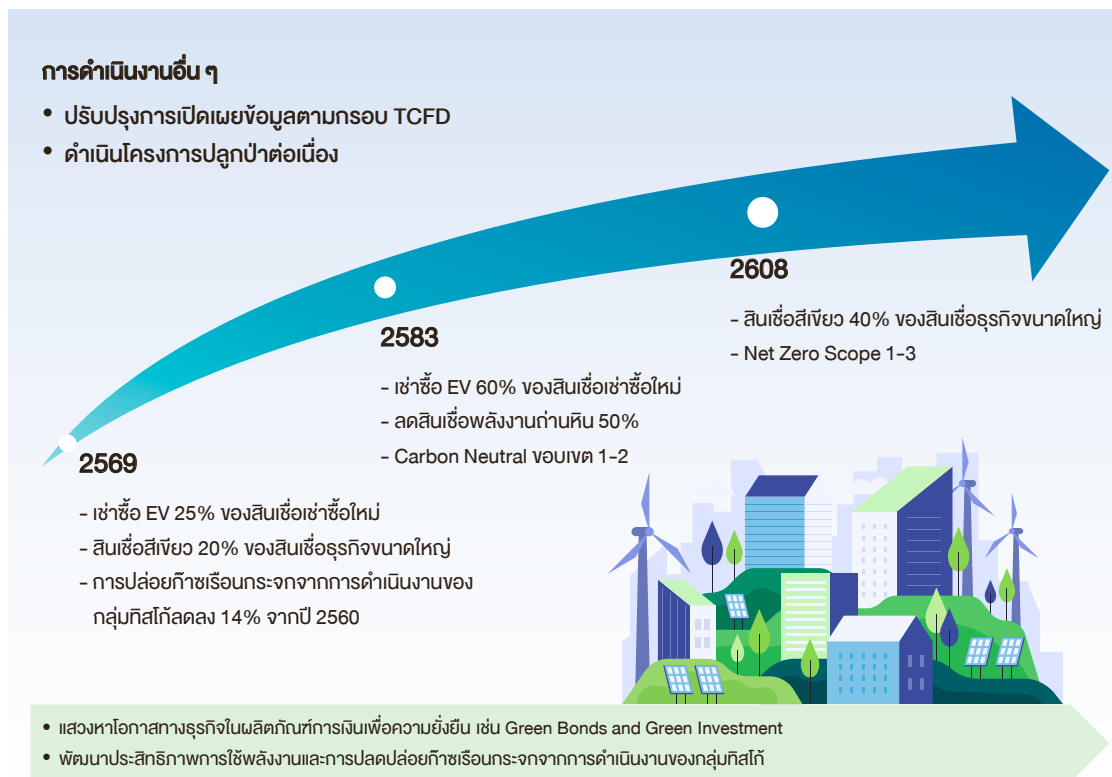 การดำเนินงานอื่น ๆ
• ปรับปรุงการเปิดเผยข้อมูลตามกรอบ TCFD
• ดำเนินโครงการปลูกป่าต่อเนื่อง
2608
- สินเชื่อสีเขียว 40% ของสินเชื่อธุรกิจขนาดใหญ่
- Net Zero Scope 1-3
2583
- เช่าซื้อ EV 60% ของสินเชื่อเช่าซื้อใหม่
- ลดสินเชื่อพลังงานถ่านหิน 50%
- Carbon Neutral ขอบเขต 1-2
2569
- เช่าซื้อ EV 25% ของสินเชื่อเช่าซื้อใหม่
- สินเชื่อสีเขียว 20% ของสินเชื่อธุรกิจขนาดใหญ่
- การปล่อยก๊าซเรือนกระจกจากการดำเนินงานของ
กลุ่มทิสโก้ลดลง 14% จากปี 2560
• แสวงหาโอกาสทางธุรกิจในผลิตภัณฑ์การเงินเพื่อความยั่งยืน เช่น Green Bonds and Green Investment
• พัฒนาประสิทธิภาพการใช้พลังงานและการปลดปล่อยก๊าซเรือนกระจกจากการดำเนินงานของกลุ่มทิสโก้